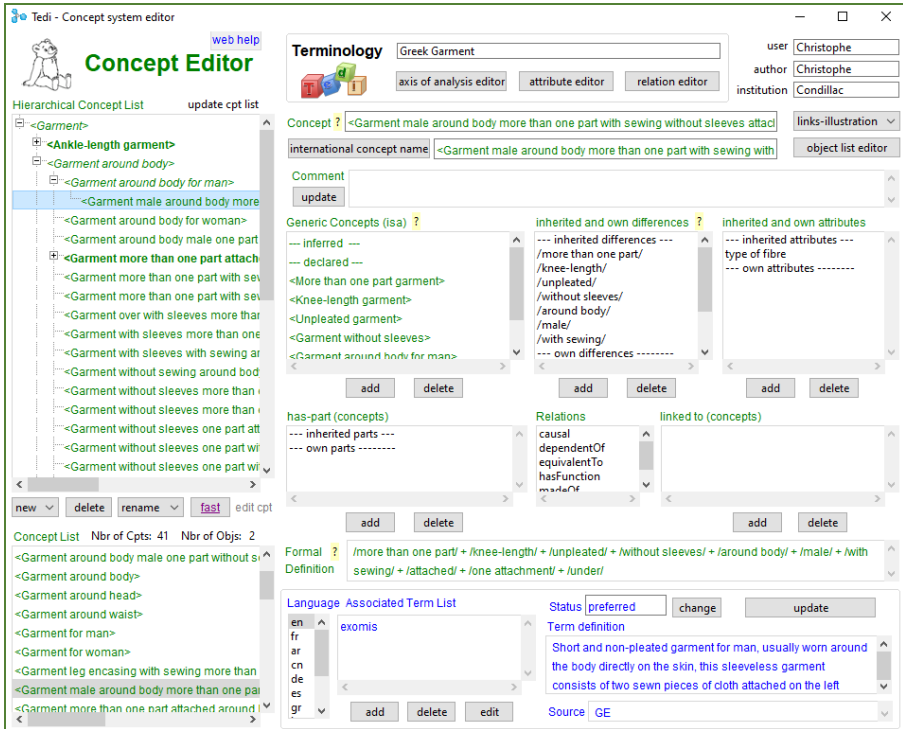 Tedi - Concept system editor
web help
Concept Editor
Terminology
Greek Garment
T e d i
axis of analysis editor
attribute editor
relation editor
user
Christophe
author
Christophe
institution
Condillac
Hierarchical Concept List
update cpt list
<Garment>
<Ankle-length garment>
<Garment around body>
<Garment around body for man>
<Garment male around body more
<Garment around body for woman>
<Garment around body male one part
<Garment more than one part attach
<Garment more than one part with sev
<Garment more than one part with sev
<Garment over with sleeves more thar
<Garment with sleeves more than one
<Garment with sleeves with sewing ar
<Garment without sewing around body
<Garment without sleeves more than
<Garment without sleeves more than
<Garment without sleeves one part att
<Garment without sleeves one part wi
<Garment without sleeves one part wi
new
delete
rename
fast
edit cpt
Concept List
Nbr of Cpts: 41
Nbr of Objs: 2
<Garment around body male one part without s
<Garment around body>
<Garment around head>
<Garment around waist>
<Garment for man>
<Garment for woman>
<Garment leg encasing with sewing more than
<Garment male around body more than one pa
<Garment more than one part attached around
Concept ?
<Garment male around body more than one part with sewing without sleeves attacl
links-illustration
international concept name
<Garment male around body more than one part with sewing with
object list editor
Comment
update
Generic Concepts (isa) ?
--- inferred ---
--- declared ---
<More than one part garment>
<Knee-length garment>
<Unpleated garment>
<Garment without sleeves>
<Garment around body for man>
add
delete
inherited and own differences ?
--- inherited differences ---
/more than one part/
/knee-length/
/unpleated/
/without sleeves/
/around body/
/male/
/with sewing/
--- own differences --------
add
delete
inherited and own attributes
--- inherited attributes ---
type of fibre
--- own attributes --------
add
delete
has-part (concepts)
--- inherited parts ---
--- own parts --------
add
delete
Relations
causal
dependentOf
equivalentTo
hasFunction
madeOf
linked to (concepts)
add
delete
Formal ?
Definition
/more than one part/ + /knee-length/ + /unpleated/ + /without sleeves/ + /around body/ + /male/ + /with
sewing/ + /attached/ + /one attachment/ + /under/
Language
en
fr
ar
cn
de
es
gr
Associated Term List
exomis
add
delete
edit
Status
preferred
change
update
Term definition
Short and non-pleated garment for man, usually worn around
the body directly on the skin, this sleeveless garment
consists of two sewn pieces of cloth attached on the left
Source
GE